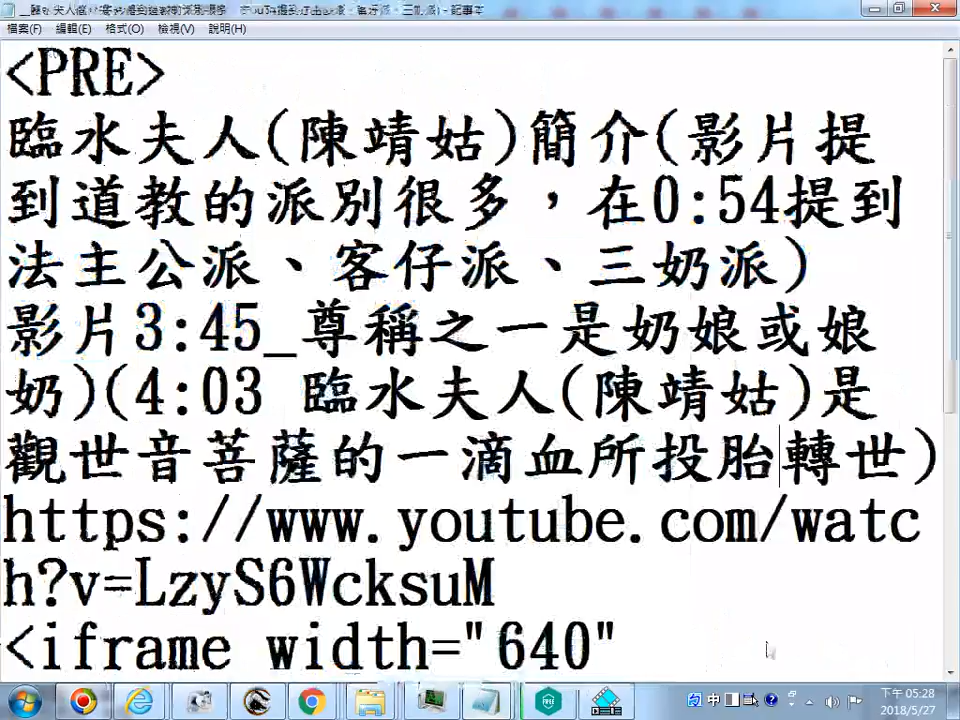 檔案(F) 編輯(E) 格式(O) 檢視(V) 說明(H)
<PRE>
臨水夫人(陳靖姑)簡介(影片提
到道教的派別很多，在0:54提到
法主公派、客仔派、三奶派)
影片3:45_尊稱之一是奶娘或娘
奶)(4:03 臨水夫人(陳靖姑)是
觀世音菩薩的一滴血所投胎轉世)
https://www.youtube.com/watc
h?v=LzyS6WcksuM
<iframe width="640"
中
下午 05:28
2018/5/27